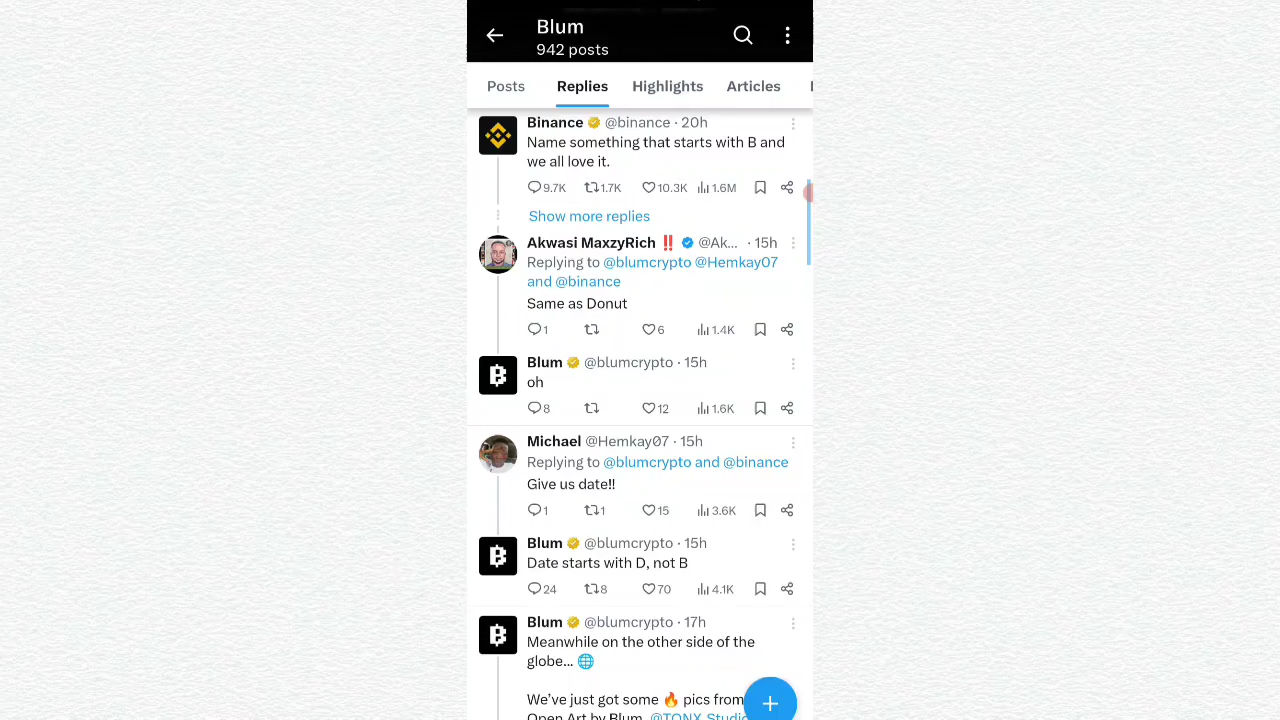 Blum
942 posts
Posts Replies Highlights Articles
Binance @binance · 20h
Name something that starts with B and
we all love it.
9.7K 1.7K 10.3K 1.6M
Show more replies
Akwasi MaxzyRich ‼️ @Ak... · 15h
Replying to @blumcrypto @Hemkay07
and @binance
Same as Donut
1 6 1.4K
Blum @blumcrypto · 15h
oh
8 12 1.6K
Michael @Hemkay07 · 15h
Replying to @blumcrypto and @binance
Give us date!!
1 1 15 3.6K
Blum @blumcrypto · 15h
Date starts with D, not B
24 8 70 4.1K
Blum @blumcrypto · 17h
Meanwhile on the other side of the
globe... 🌐
We've just got some 🔥 pics from
Open Art by Blum, @TONX_Studio